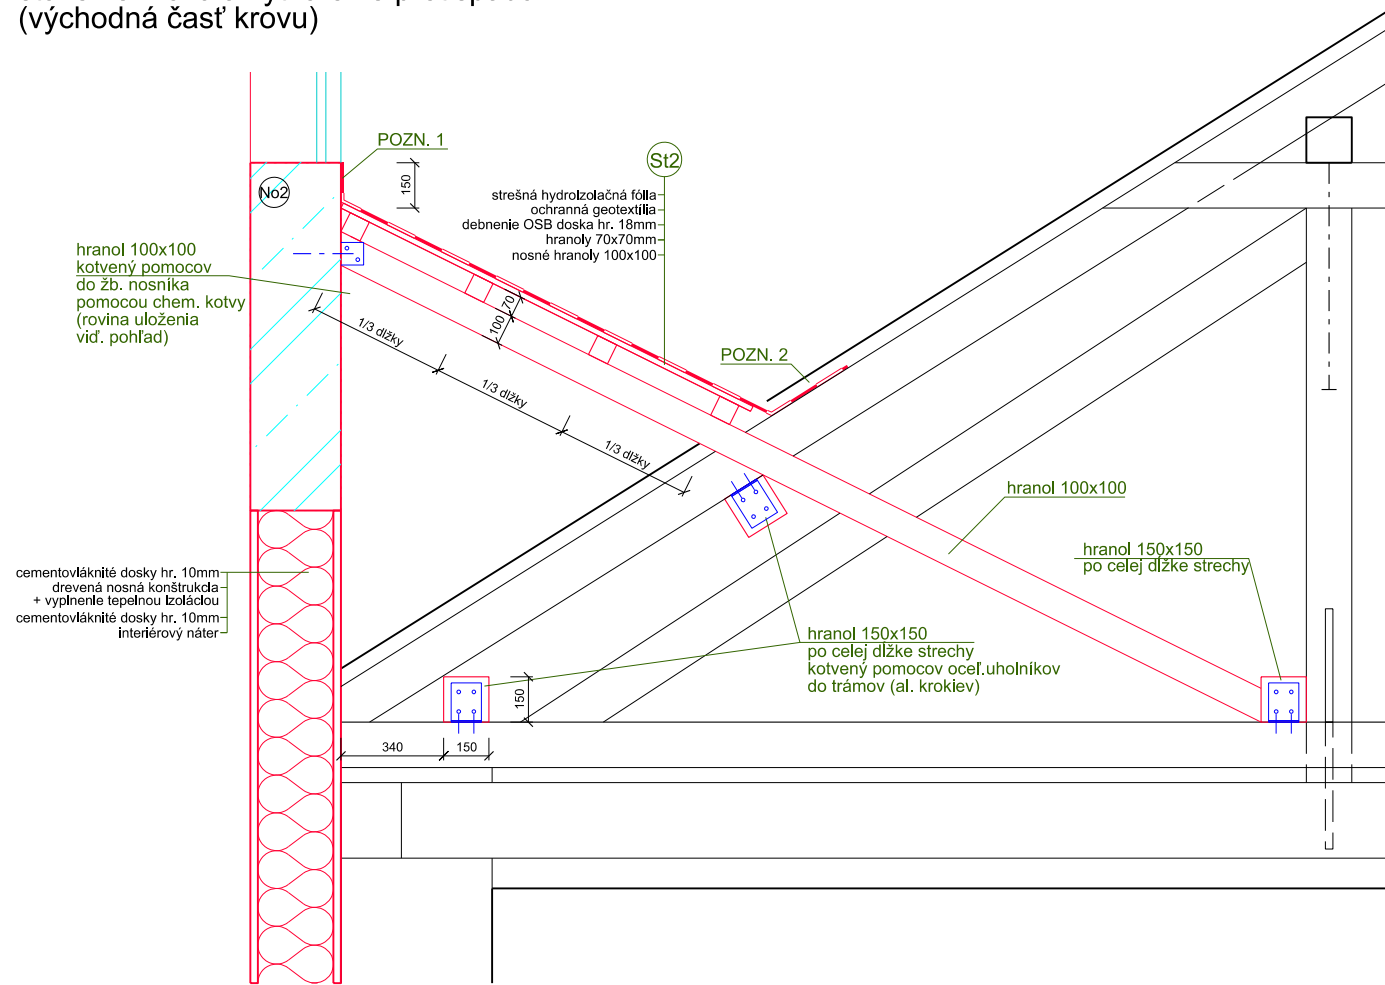 (východná časť krovu)
POZN. 1
St2
150
No2
strešná hydroizolačná fólia
ochranná geotextília
debnenie OSB doska hr. 18mm
hranoly 70x70mm
nosné hranoly 100x100
hranol 100x100
kotvený pomocov
do žb. nosníka
pomocou chem. kotvy
(rovina uloženia
viď. pohľad)
70
100
1/3 dĺžky
1/3 dĺžky
1/3 dĺžky
POZN. 2
hranol 100x100
hranol 150x150
po celej dĺžke strechy
cementovláknité dosky hr. 10mm
drevená nosná konštrukcia
+ vyplnenie tepelnou izoláciou
cementovláknité dosky hr. 10mm
interiérový náter
hranol 150x150
po celej dĺžke strechy
kotvený pomocov oceľ.uholníkov
do trámov (al. krokiev)
150
340
150